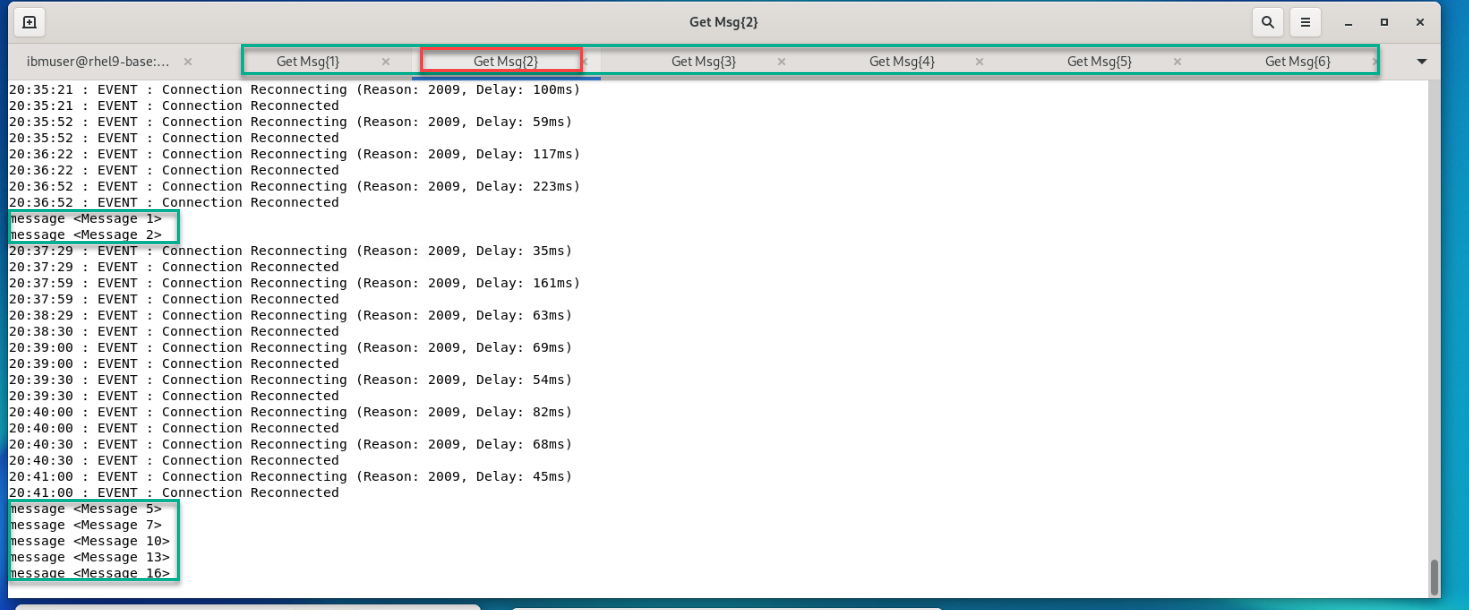 Get Msg{2}
ibmuser@rhel9-base:... Get Msg{1} Get Msg{2} Get Msg{3} Get Msg{4} Get Msg{5} Get Msg{6}
20:35:21 : EVENT : Connection Reconnecting (Reason: 2009, Delay: 100ms)
20:35:21 : EVENT : Connection Reconnected
20:35:52 : EVENT : Connection Reconnecting (Reason: 2009, Delay: 59ms)
20:35:52 : EVENT : Connection Reconnected
20:36:22 : EVENT : Connection Reconnecting (Reason: 2009, Delay: 117ms)
20:36:22 : EVENT : Connection Reconnected
20:36:52 : EVENT : Connection Reconnecting (Reason: 2009, Delay: 223ms)
20:36:52 : EVENT : Connection Reconnected
message <Message 1>
message <Message 2>
20:37:29 : EVENT : Connection Reconnecting (Reason: 2009, Delay: 35ms)
20:37:29 : EVENT : Connection Reconnected
20:37:59 : EVENT : Connection Reconnecting (Reason: 2009, Delay: 161ms)
20:37:59 : EVENT : Connection Reconnected
20:38:29 : EVENT : Connection Reconnecting (Reason: 2009, Delay: 63ms)
20:38:30 : EVENT : Connection Reconnected
20:39:00 : EVENT : Connection Reconnecting (Reason: 2009, Delay: 69ms)
20:39:00 : EVENT : Connection Reconnected
20:39:30 : EVENT : Connection Reconnecting (Reason: 2009, Delay: 54ms)
20:39:30 : EVENT : Connection Reconnected
20:40:00 : EVENT : Connection Reconnecting (Reason: 2009, Delay: 82ms)
20:40:00 : EVENT : Connection Reconnected
20:40:30 : EVENT : Connection Reconnecting (Reason: 2009, Delay: 68ms)
20:40:30 : EVENT : Connection Reconnected
20:41:00 : EVENT : Connection Reconnecting (Reason: 2009, Delay: 45ms)
20:41:00 : EVENT : Connection Reconnected
message <Message 5>
message <Message 7>
message <Message 10>
message <Message 13>
message <Message 16>